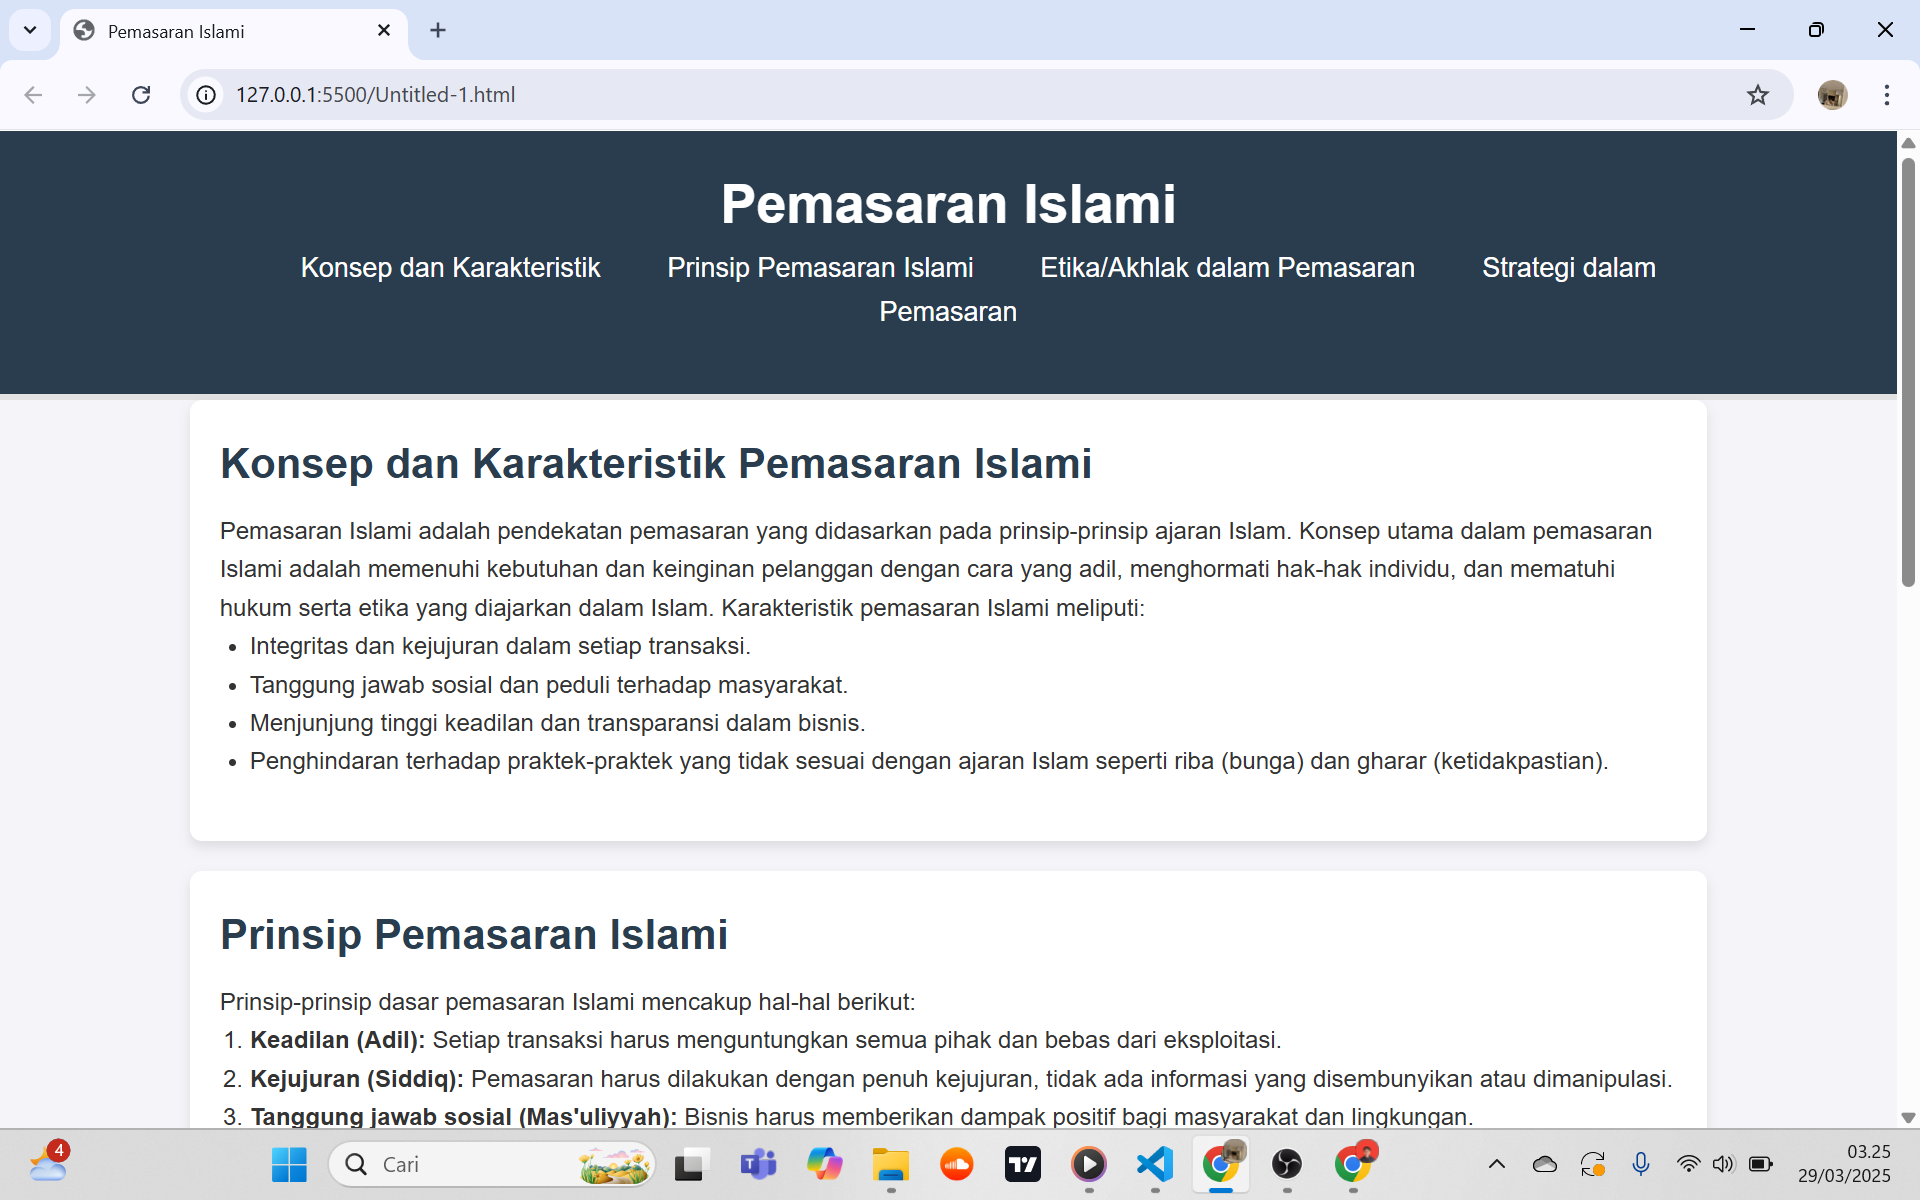 Pemasaran Islami
127.0.0.1:5500/Untitled-1.html
Pemasaran Islami
Konsep dan Karakteristik Prinsip Pemasaran Islami Etika/Akhlak dalam Pemasaran Strategi dalam
Pemasaran
Konsep dan Karakteristik Pemasaran Islami
Pemasaran Islami adalah pendekatan pemasaran yang didasarkan pada prinsip-prinsip ajaran Islam. Konsep utama dalam pemasaran
Islami adalah memenuhi kebutuhan dan keinginan pelanggan dengan cara yang adil, menghormati hak-hak individu, dan mematuhi
hukum serta etika yang diajarkan dalam Islam. Karakteristik pemasaran Islami meliputi:
• Integritas dan kejujuran dalam setiap transaksi.
• Tanggung jawab sosial dan peduli terhadap masyarakat.
• Menjunjung tinggi keadilan dan transparansi dalam bisnis.
• Penghindaran terhadap praktek-praktek yang tidak sesuai dengan ajaran Islam seperti riba (bunga) dan gharar (ketidakpastian).
Prinsip Pemasaran Islami
Prinsip-prinsip dasar pemasaran Islami mencakup hal-hal berikut:
1. Keadilan (Adil): Setiap transaksi harus menguntungkan semua pihak dan bebas dari eksploitasi.
2. Kejujuran (Siddiq): Pemasaran harus dilakukan dengan penuh kejujuran, tidak ada informasi yang disembunyikan atau dimanipulasi.
3. Tanggung jawab sosial (Mas'uliyyah): Bisnis harus memberikan dampak positif bagi masyarakat dan lingkungan.
4
Cari
03.25
29/03/2025